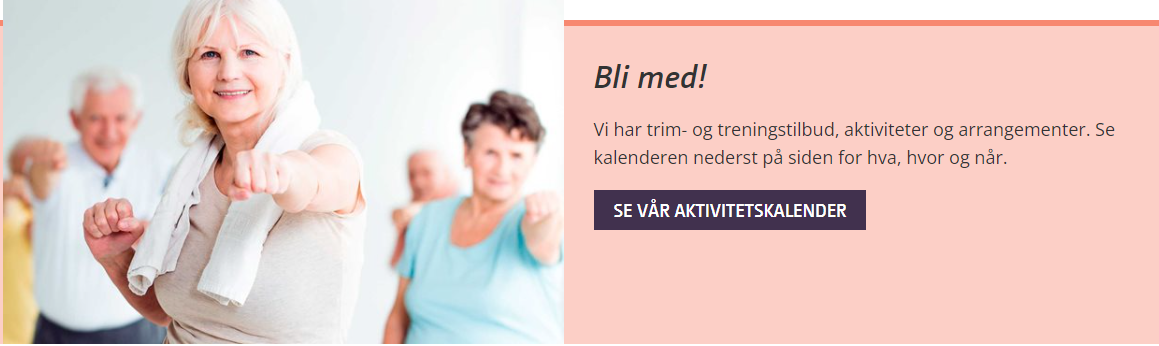 Bli med!
Vi har trim- og treningstilbud, aktiviteter og arrangementer. Se
kalenderen nederst på siden for hva, hvor og når.
SE VÅR AKTIVITETSKALENDER